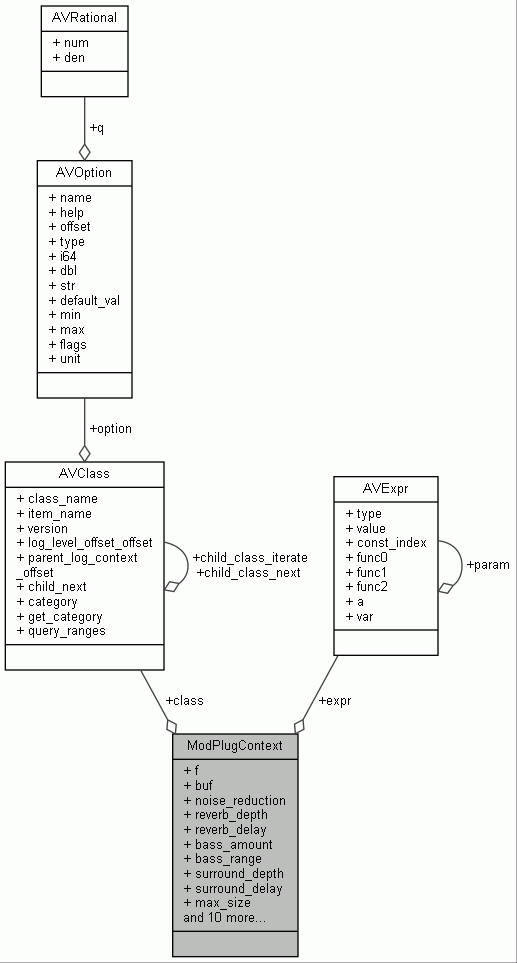 AVRational
+ num
+ den
+q
AVOption
+ name
+ help
+ offset
+ type
+ i64
+ dbl
+ str
+ default_val
+ min
+ max
+ flags
+ unit
+option
AVClass
+ class_name
+ item_name
+ version
+ log_level_offset_offset
+ parent_log_context
_offset
+ child_next
+ category
+ get_category
+ query_ranges
+child_class_iterate
+child_class_next
AVExpr
+ type
+ value
+ const_index
+ func0
+ func1
+ func2
+ a
+ var
+param
+class
+expr
ModPlugContext
+ f
+ buf
+ noise_reduction
+ reverb_depth
+ reverb_delay
+ bass_amount
+ bass_range
+ surround_depth
+ surround_delay
+ max_size
and 10 more...